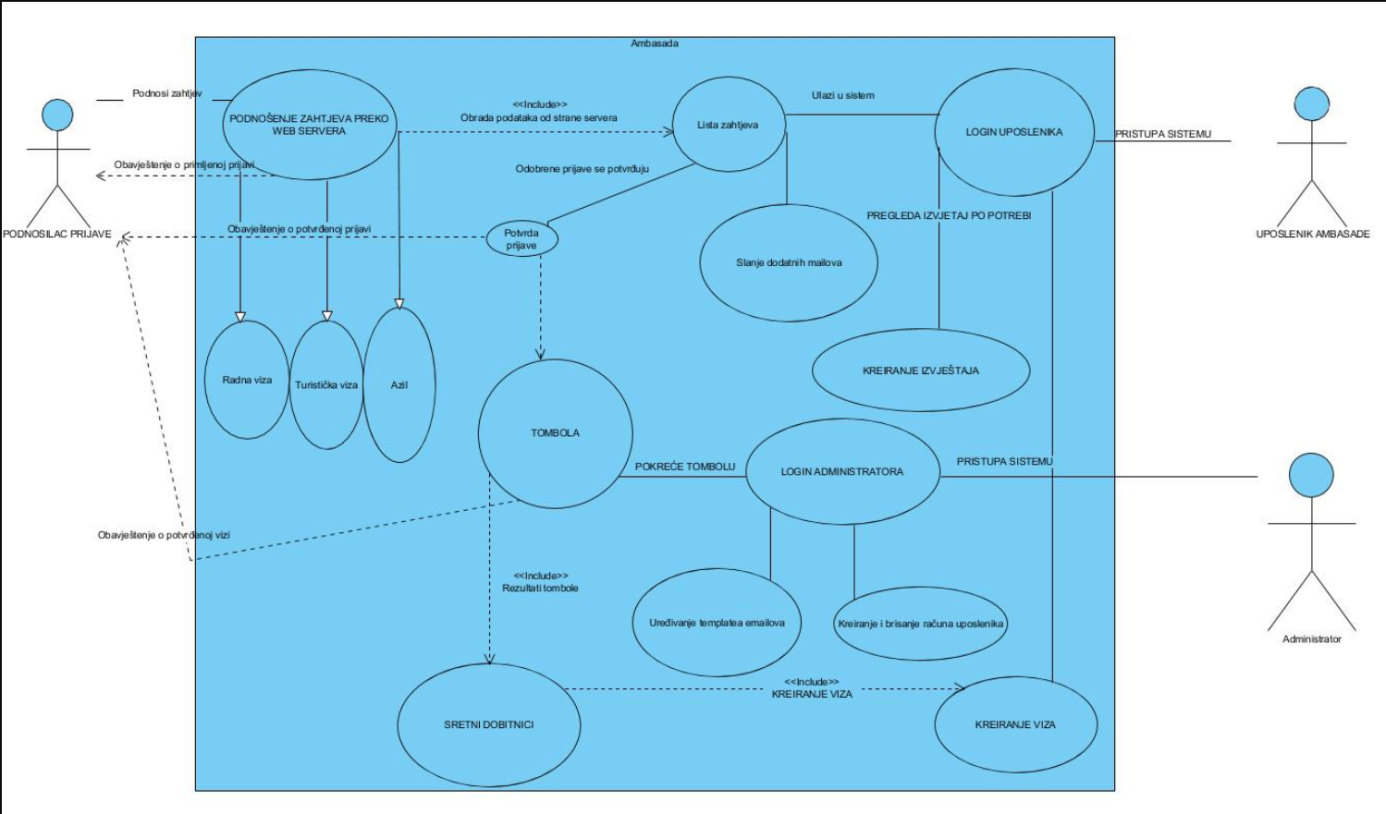 Ambasada
Podnosi zahtjev
PODNOŠENJE ZAHTJEVA PREKO
WEB SERVERA
<<Include>>
Obrada podataka od strane servera
Lista zahtjeva
Ulazi u sistem
LOGIN UPOSLENIKA
PRISTUPA SISTEMU
Obavještenje o primljenoj prijavi
Odobrene prijave se potvrđuju
PODNOSILAC PRIJAVE
Obavještenje o potvrđenoj prijavi
Potvrda
prijave
PREGLEDA IZVJETAJ PO POTREBI
UPOSLENIK AMBASADE
Slanje dodatnih mailova
Radna viza
Turistička viza
Azil
KREIRANJE IZVJEŠTAJA
TOMBOLA
POKREĆE TOMBOLU
LOGIN ADMINISTRATORA
PRISTUPA SISTEMU
Obavještenje o potvrđenoj vizi
<<Include>>
Rezultati tombole
Uređivanje templatea emailova
Kreiranje i brisanje računa uposlenika
Administrator
SRETNI DOBITNICI
<<Include>>
KREIRANJE VIZA
KREIRANJE VIZA